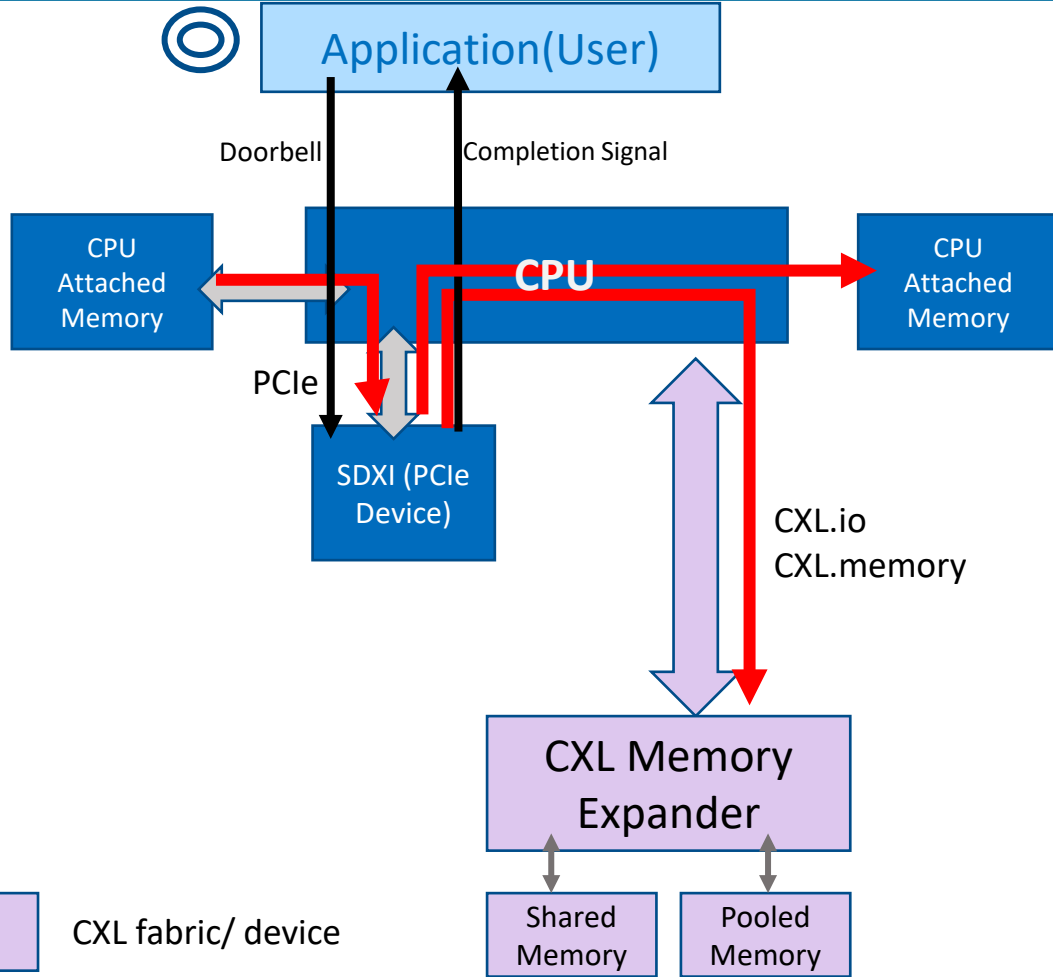 Application(User)
Doorbell
Completion Signal
CPU
Attached
Memory
CPU
CPU
Attached
Memory
PCIe
SDXI (PCIe
Device)
CXL.io
CXL.memory
CXL Memory
Expander
Shared
Memory
Pooled
Memory
CXL fabric/ device